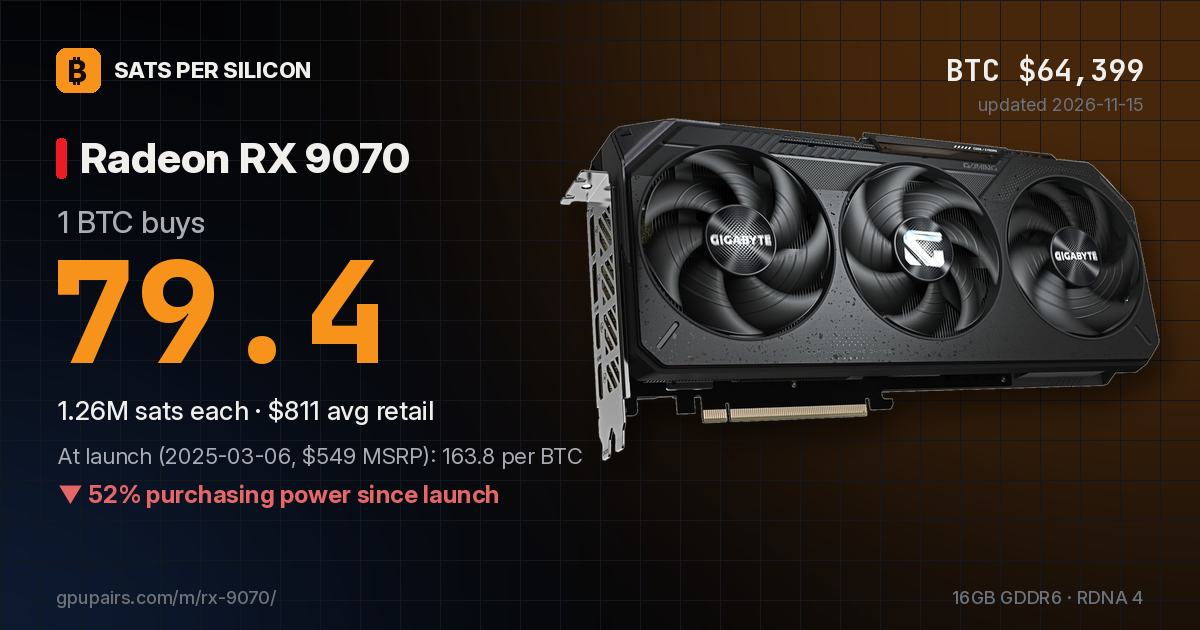 SATS PER SILICON
BTC $64,399
updated 2026-11-15
Radeon RX 9070
1 BTC buys
79.4
1.26M sats each · $811 avg retail
At launch (2025-03-06, $549 MSRP): 163.8 per BTC
▼ 52% purchasing power since launch
GIGABYTE
GIGABYTE
GAMING
gpupairs.com/m/rx-9070/
16GB GDDR6 · RDNA 4